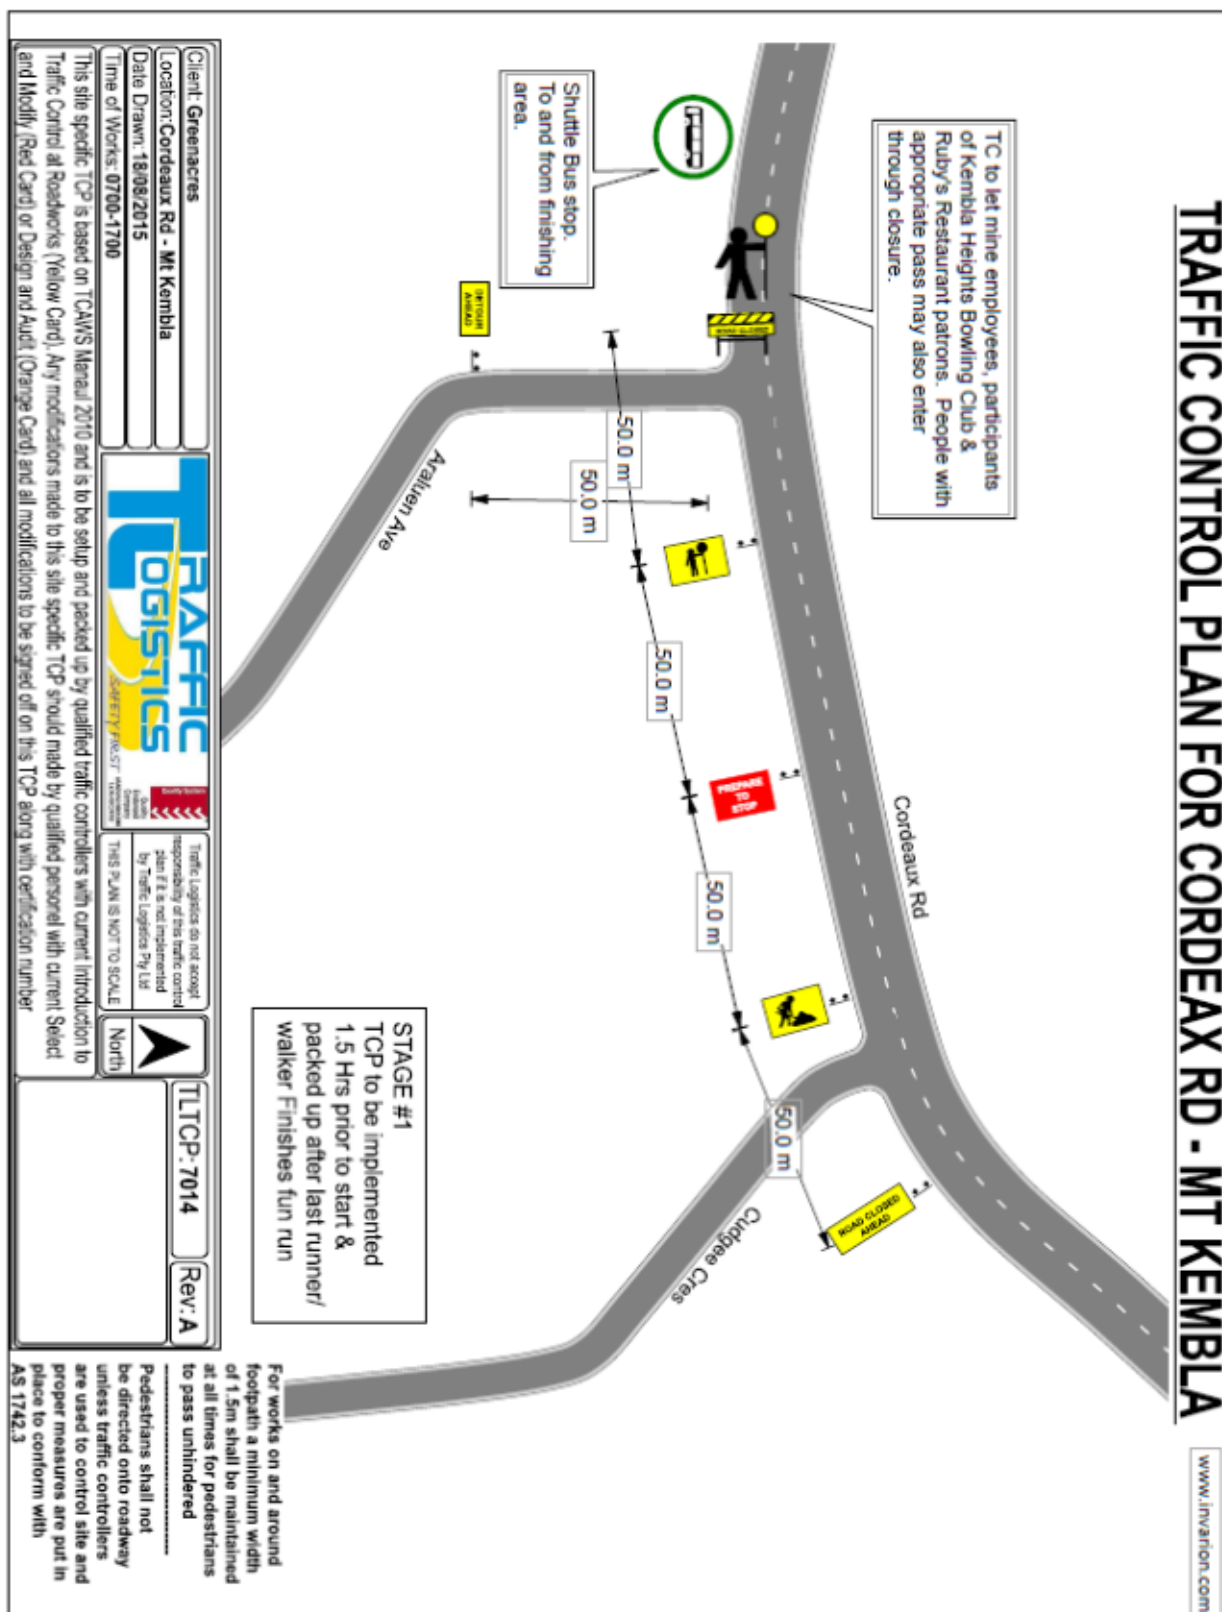 TRAFFIC CONTROL PLAN FOR CORDEAX RD - MT KEMBLA
www.invarion.com
TC to let mine employees, participants
of Kembla Heights Bowling Club &
Ruby's Restaurant patrons. People with
appropriate pass may also enter
through closure.
Shuttle Bus stop.
To and from finishing
area.
ROAD CLOSED
DETOUR
AHEAD
50.0 m
50.0 m
50.0 m
PREPARE
TO
STOP
50.0 m
50.0 m
ROAD CLOSED
AHEAD
Cordeaux Rd
Araluen Ave
Cudgee Cres
STAGE #1
TCP to be implemented
1.5 Hrs prior to start &
packed up after last runner/
walker Finishes fun run
For works on and around
footpath a minimum width
of 1.5m shall be maintained
at all times for pedestrians
to pass unhindered
Pedestrians shall not
be directed onto roadway
unless traffic controllers
are used to control site and
proper measures are put in
place to conform with
AS 1742.3
Client: Greenacres
Location:Cordeaux Rd - Mt Kembla
Date Drawn: 18/08/2015
Time of Works: 0700-1700
TRAFFIC
LOGISTICS
SAFETY FIRST
Quality System
Quality
Endorsed
Company
Traffic Logistics do not accept
responsibility of this traffic control
plan if it is not implemented
by Traffic Logistics Pty Ltd
THIS PLAN IS NOT TO SCALE
North
TLTCP: 7014
Rev: A
This site specific TCP is based on TCAWS Manaul 2010 and is to be setup and packed up by qualified traffic controllers with current Introduction to
Traffic Control at Roadworks (Yellow Card). Any modifications made to this site specific TCP should made by qualified personel with current Select
and Modify (Red Card) or Design and Audit (Orange Card) and all modifications to be signed off on this TCP along with certification number